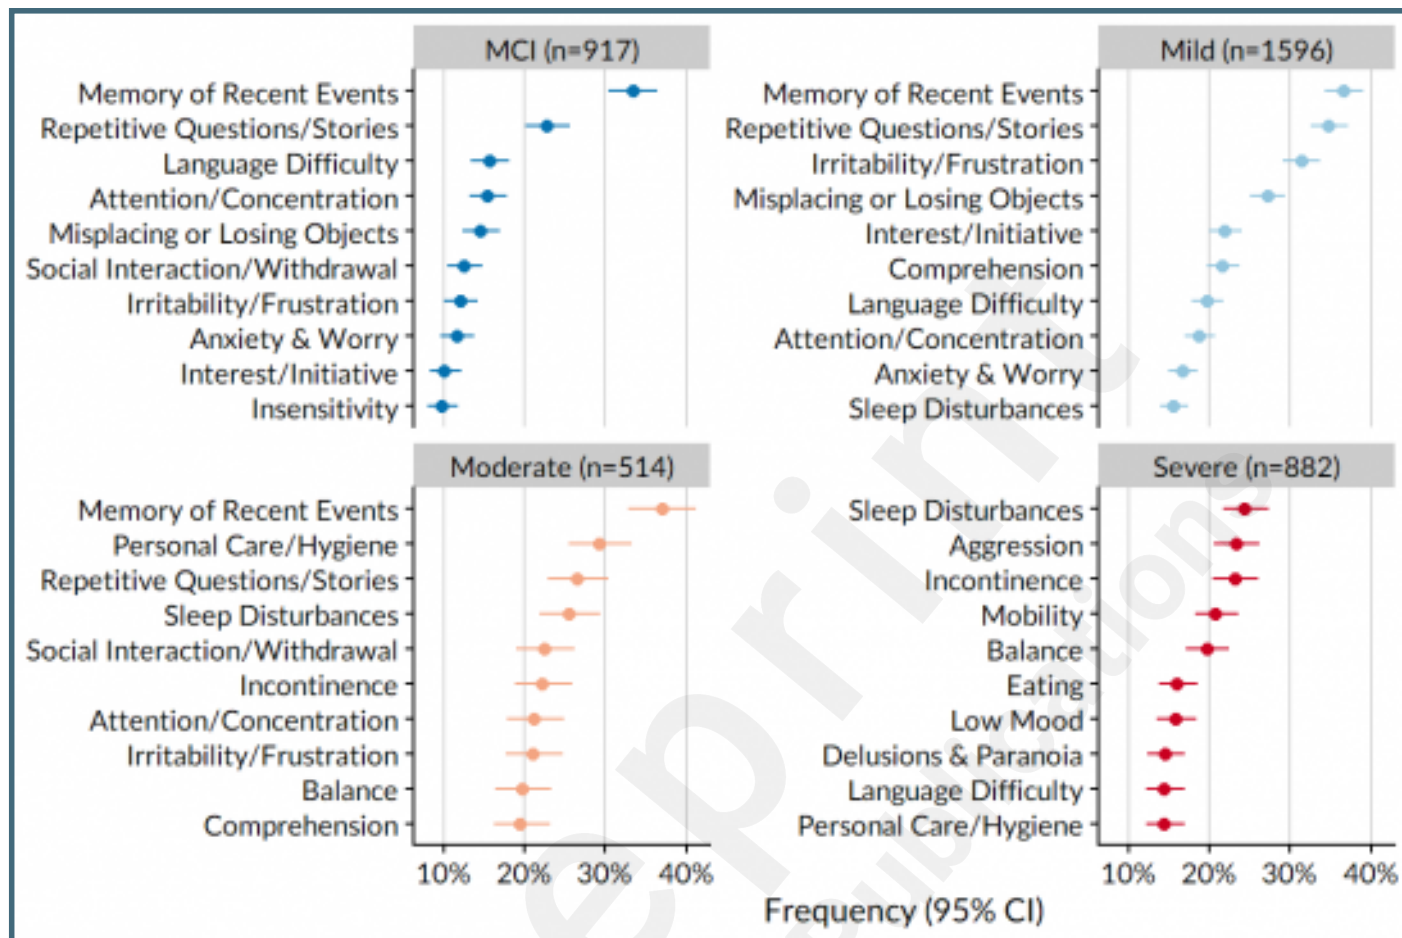 MCI (n=917)
Memory of Recent Events
Repetitive Questions/Stories
Language Difficulty
Attention/Concentration
Misplacing or Losing Objects
Social Interaction/Withdrawal
Irritability/Frustration
Anxiety & Worry
Interest/Initiative
Insensitivity
Mild (n=1596)
Memory of Recent Events
Repetitive Questions/Stories
Irritability/Frustration
Misplacing or Losing Objects
Interest/Initiative
Comprehension
Language Difficulty
Attention/Concentration
Anxiety & Worry
Sleep Disturbances
Moderate (n=514)
Memory of Recent Events
Personal Care/Hygiene
Repetitive Questions/Stories
Sleep Disturbances
Social Interaction/Withdrawal
Incontinence
Attention/Concentration
Irritability/Frustration
Balance
Comprehension
10% 20% 30% 40%
Severe (n=882)
Sleep Disturbances
Aggression
Incontinence
Mobility
Balance
Eating
Low Mood
Delusions & Paranoia
Language Difficulty
Personal Care/Hygiene
10% 20% 30% 40%
Frequency (95% CI)
eprint
ublications